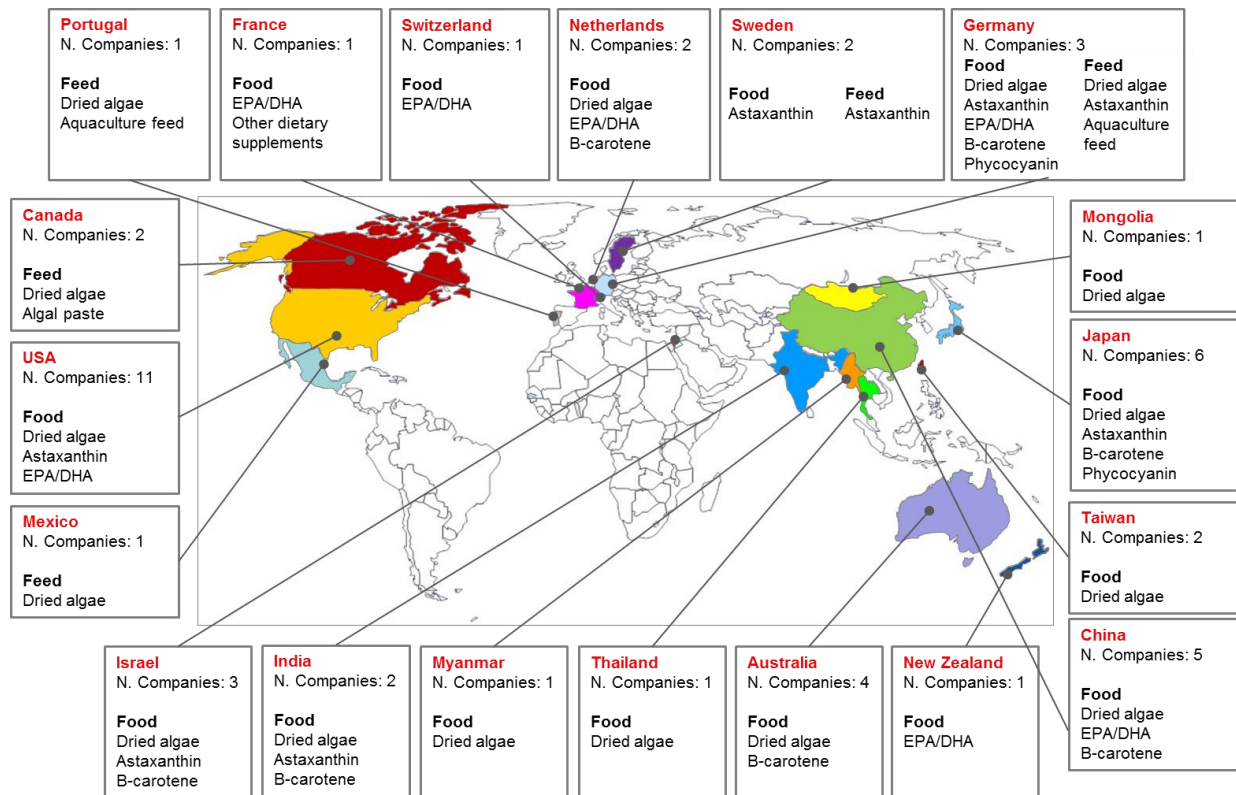 Portugal
N. Companies: 1
Feed
Dried algae
Aquaculture feed
France
N. Companies: 1
Food
EPA/DHA
Other dietary
supplements
Switzerland
N. Companies: 1
Food
EPA/DHA
Netherlands
N. Companies: 2
Food
Dried algae
EPA/DHA
B-carotene
Sweden
N. Companies: 2
Food
Astaxanthin
Feed
Astaxanthin
Germany
N. Companies: 3
Food
Dried algae
Astaxanthin
EPA/DHA
B-carotene
Phycocyanin
Feed
Dried algae
Astaxanthin
Aquaculture
feed
Canada
N. Companies: 2
Feed
Dried algae
Algal paste
USA
N. Companies: 11
Food
Dried algae
Astaxanthin
EPA/DHA
Mexico
N. Companies: 1
Feed
Dried algae
Mongolia
N. Companies: 1
Food
Dried algae
Japan
N. Companies: 6
Food
Dried algae
Astaxanthin
B-carotene
Phycocyanin
Taiwan
N. Companies: 2
Food
Dried algae
China
N. Companies: 5
Food
Dried algae
EPA/DHA
B-carotene
Israel
N. Companies: 3
Food
Dried algae
Astaxanthin
B-carotene
India
N. Companies: 2
Food
Dried algae
Astaxanthin
B-carotene
Myanmar
N. Companies: 1
Food
Dried algae
Thailand
N. Companies: 1
Food
Dried algae
Australia
N. Companies: 4
Food
Dried algae
B-carotene
New Zealand
N. Companies: 1
Food
EPA/DHA